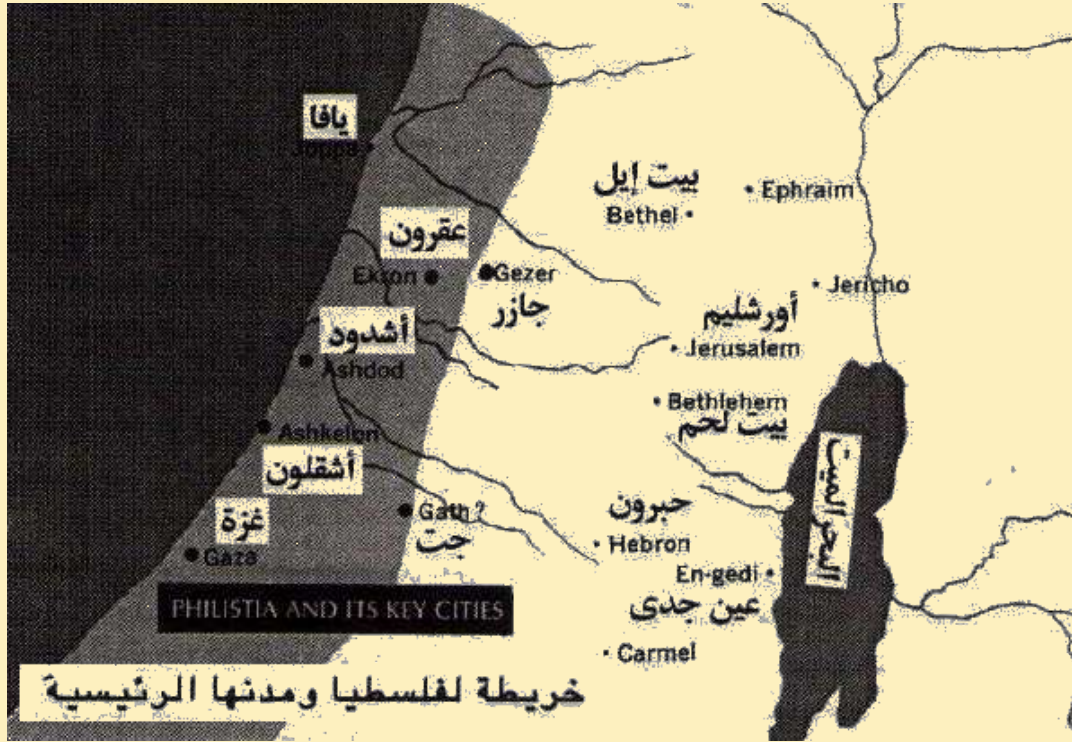 يافا
Joppa
بيت إيل
Bethel
Ephraim
عقرون
Ekron
Gezer
جازر
Jericho
أورشليم
Jerusalem
أشدود
Ashdod
Bethlehem
بيت لحم
Ashkelon
أشقلون
البحر الميت
غزة
Gaza
Gath?
جت
حبرون
Hebron
En-gedi
عين جدى
PHILISTIA AND ITS KEY CITIES
Carmel
خريطة لفلسطيا ومدنها الرئيسية